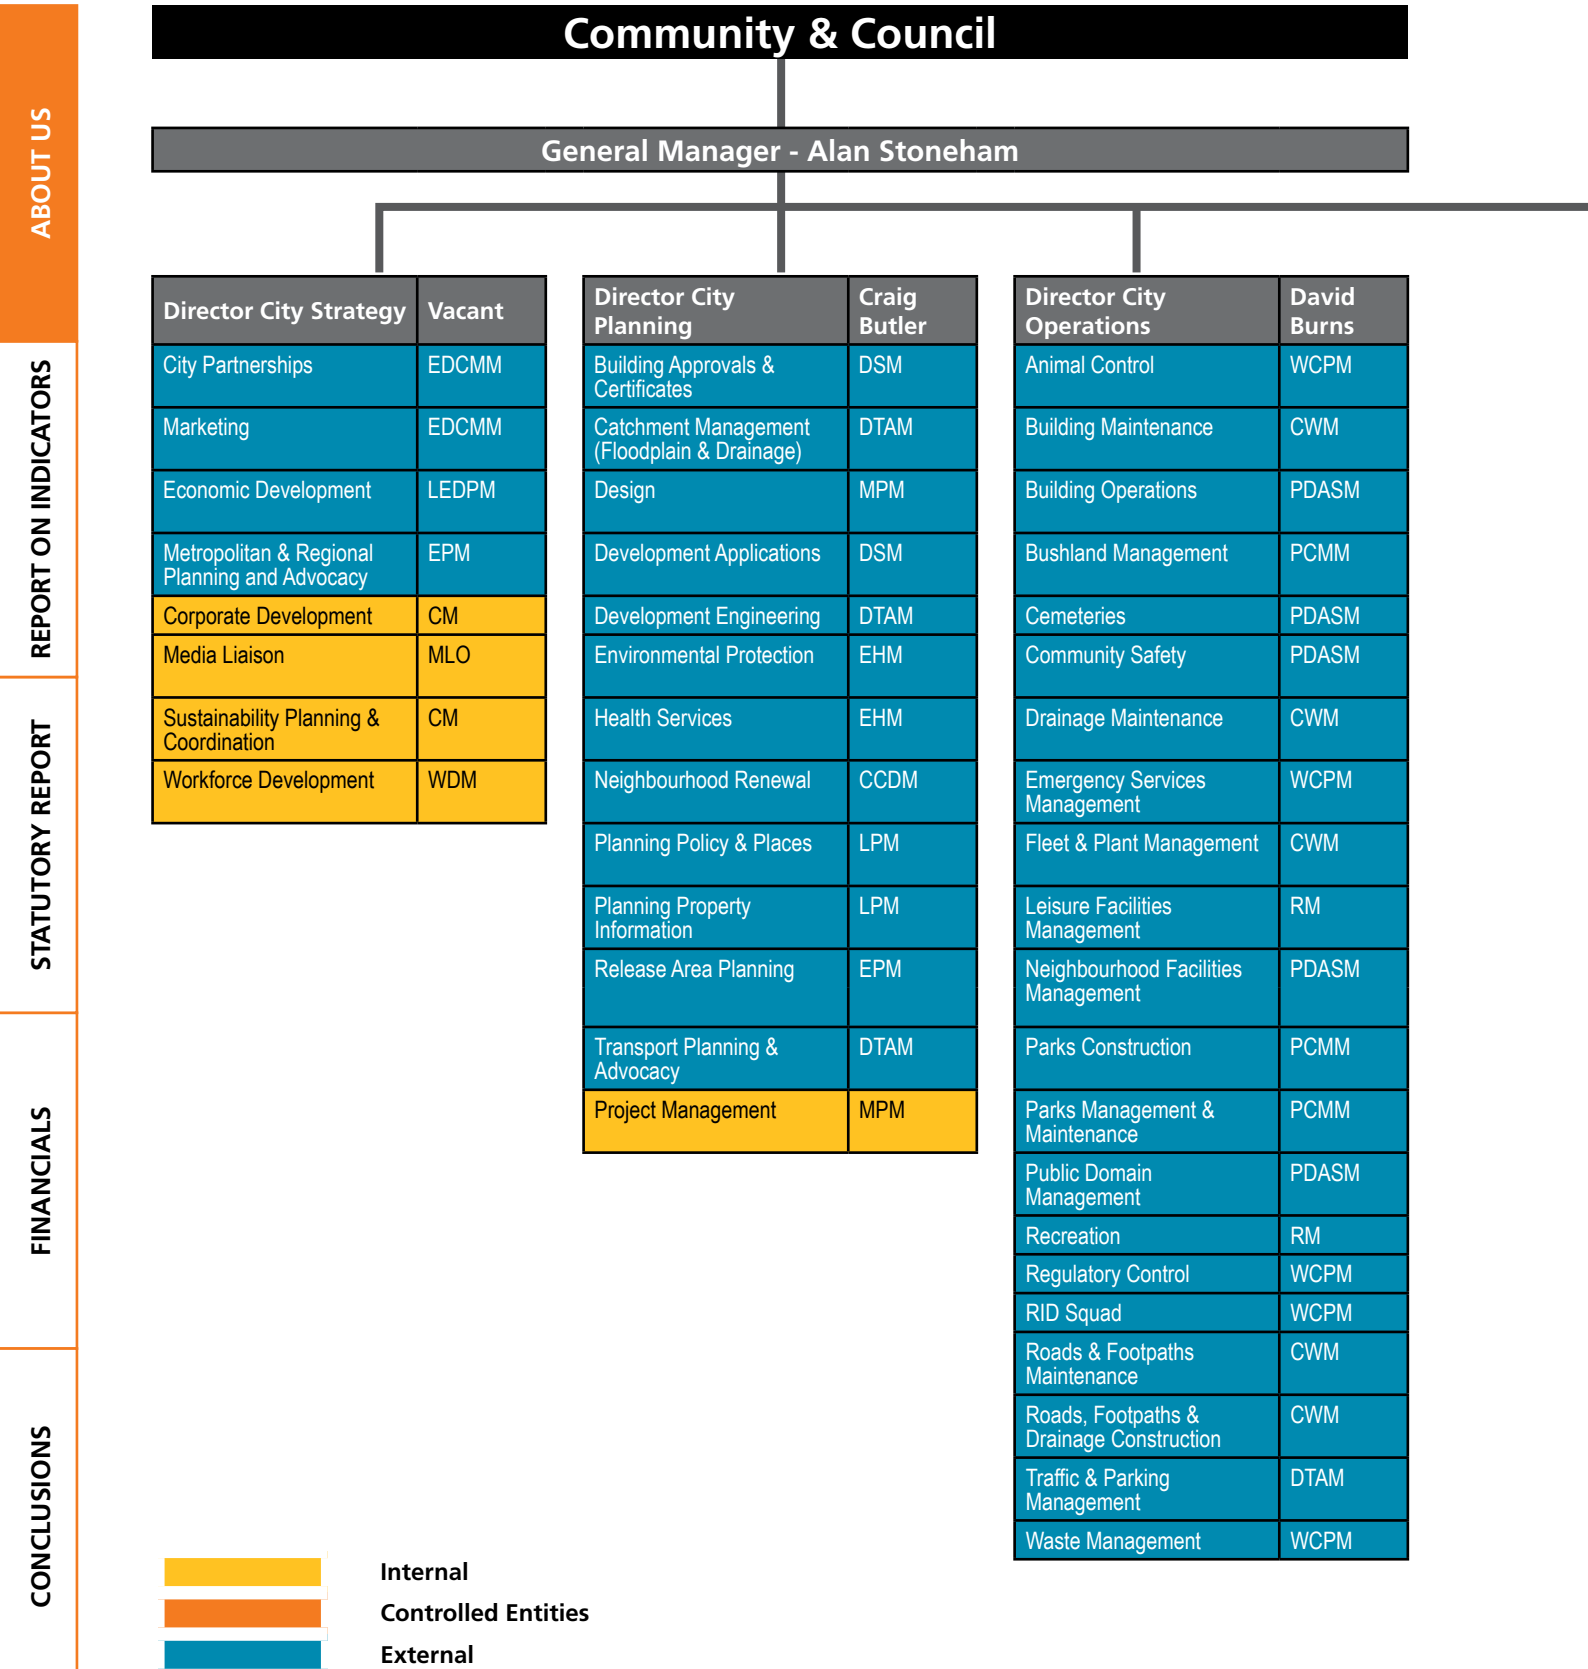 Community & Council
General Manager - Alan Stoneham
ABOUT US
REPORT ON INDICATORS
STATUTORY REPORT
FINANCIALS
CONCLUSIONS
Director City Strategy Vacant
City Partnerships EDCMM
Marketing EDCMM
Economic Development LEDPM
Metropolitan & Regional EPM
Planning and Advocacy
Corporate Development CM
Media Liaison MLO
Sustainability Planning & CM
Coordination
Workforce Development WDM
Director City Craig
Planning Butler
Building Approvals & DSM
Certificates
Catchment Management DTAM
(Floodplain & Drainage)
Design MPM
Development Applications DSM
Development Engineering DTAM
Environmental Protection EHM
Health Services EHM
Neighbourhood Renewal CCDM
Planning Policy & Places LPM
Planning Property LPM
Information
Release Area Planning EPM
Transport Planning & DTAM
Advocacy
Project Management MPM
Director City David
Operations Burns
Animal Control WCPM
Building Maintenance CWM
Building Operations PDASM
Bushland Management PCMM
Cemeteries PDASM
Community Safety PDASM
Drainage Maintenance CWM
Emergency Services WCPM
Management
Fleet & Plant Management CWM
Leisure Facilities RM
Management
Neighbourhood Facilities PDASM
Management
Parks Construction PCMM
Parks Management & PCMM
Maintenance
Public Domain PDASM
Management
Recreation RM
Regulatory Control WCPM
RID Squad WCPM
Roads & Footpaths CWM
Maintenance
Roads, Footpaths & CWM
Drainage Construction
Traffic & Parking DTAM
Management
Waste Management WCPM
Internal
Controlled Entities
External